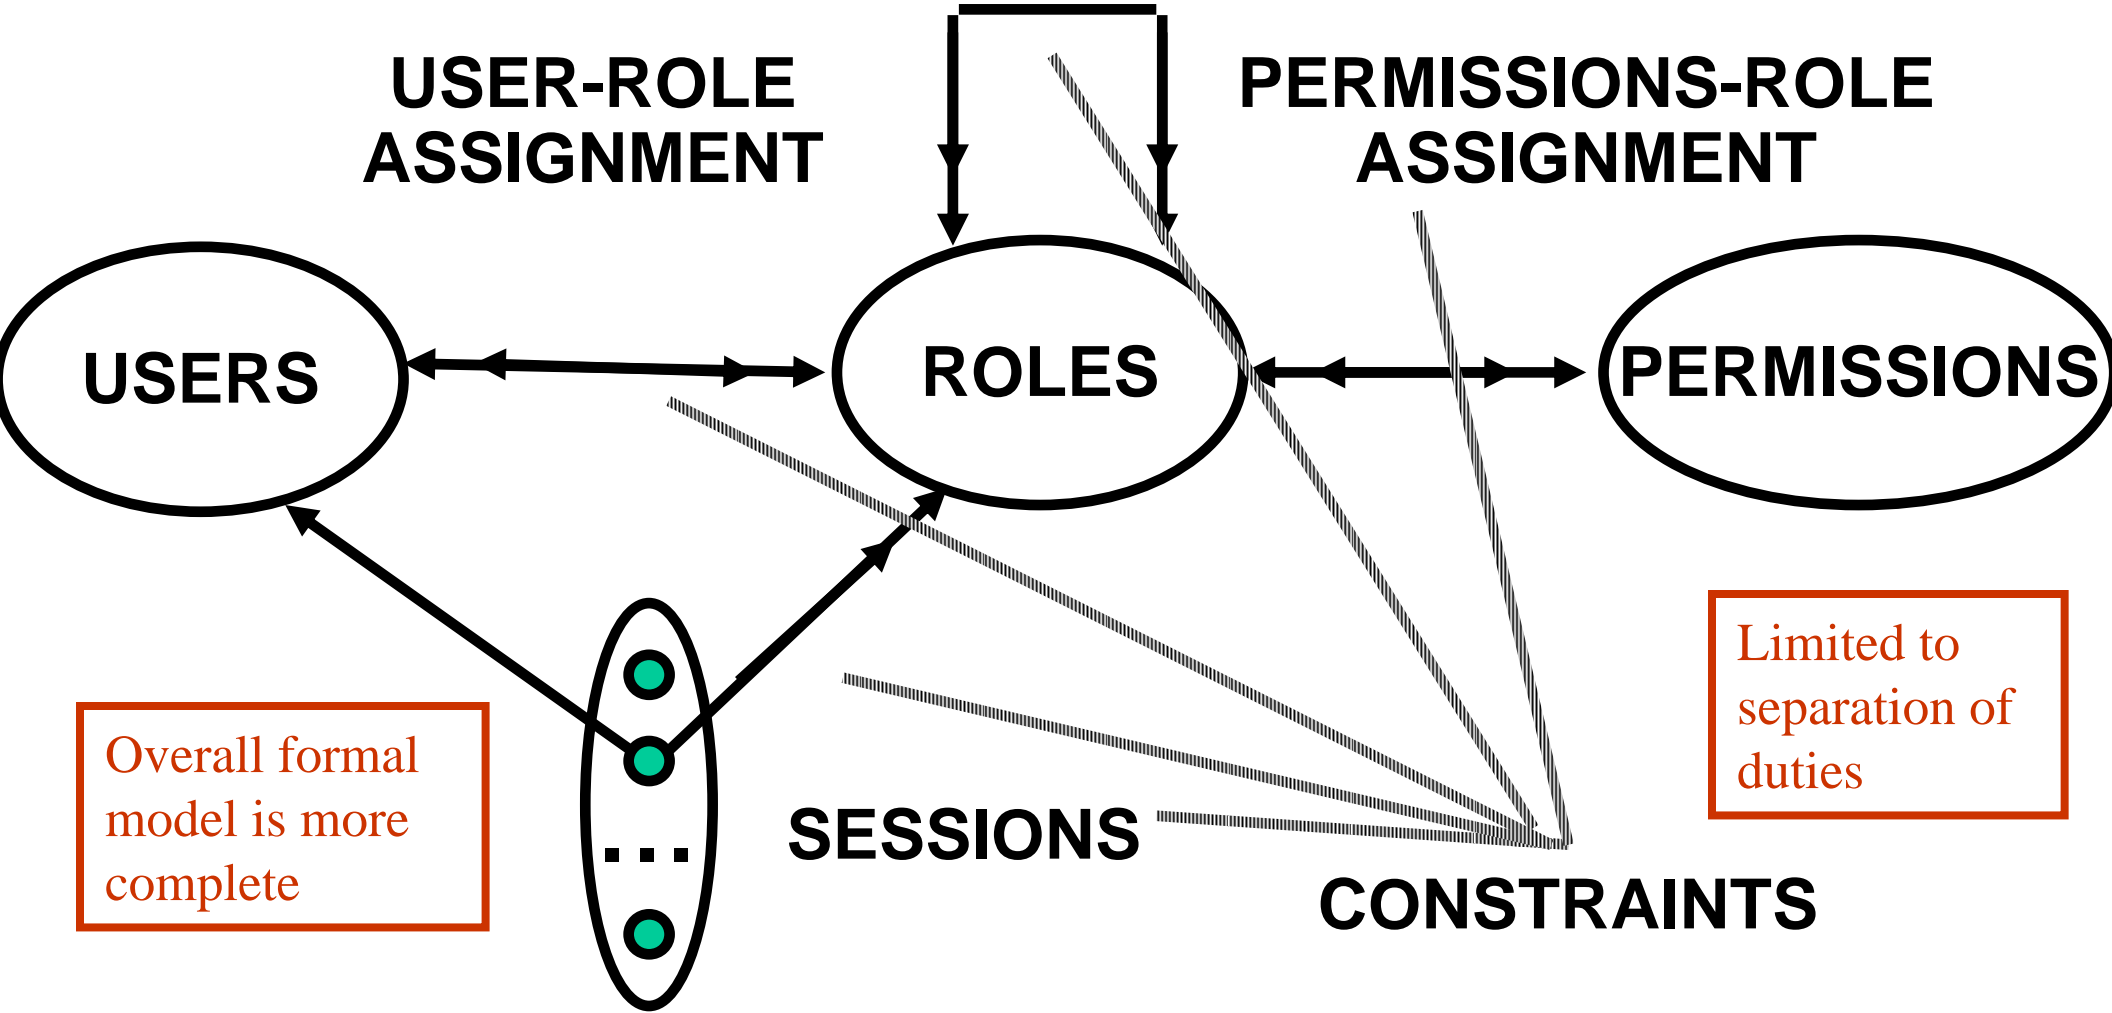 USER-ROLE
ASSIGNMENT
PERMISSIONS-ROLE
ASSIGNMENT
USERS
ROLES
PERMISSIONS
Limited to
separation of
duties
Overall formal
model is more
complete
. . .
SESSIONS
CONSTRAINTS